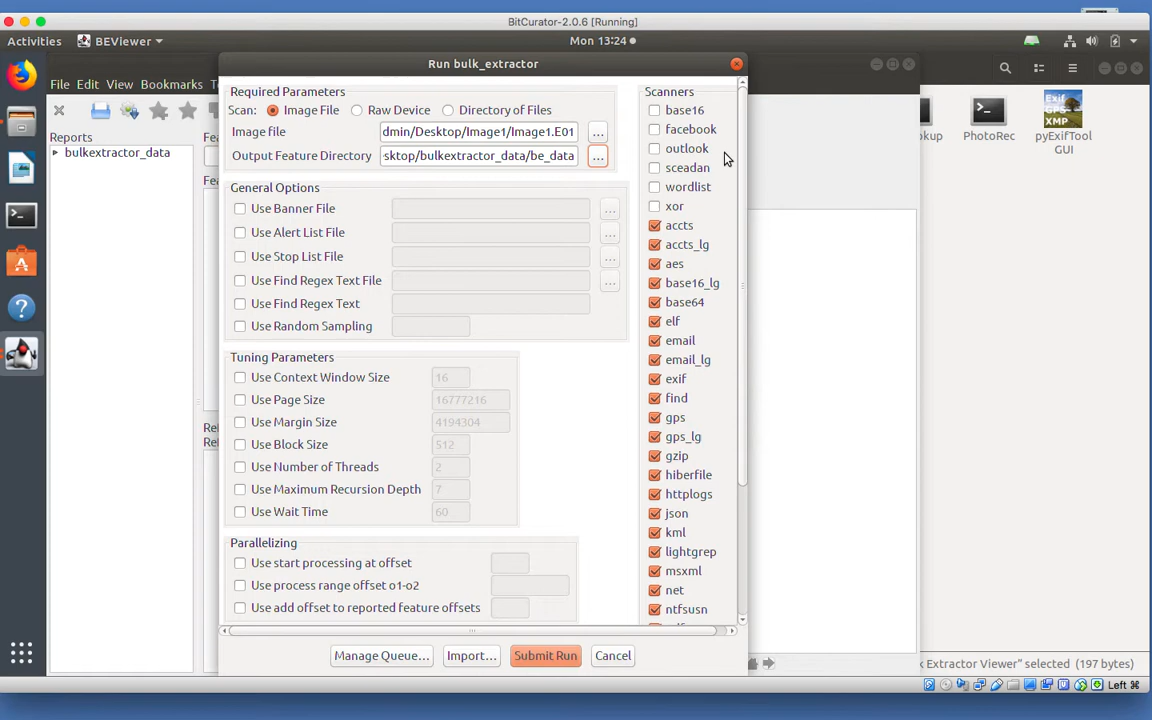 BitCurator-2.0.6 [Running]
Activities BEViewer Mon 13:24
Run bulk_extractor
File Edit View Bookmarks
Reports
bulkextractor_data
Required Parameters
Scan: Image File Raw Device Directory of Files
Image file dmin/Desktop/Image1/Image1.E01 ...
Output Feature Directory sktop/bulkextractor_data/be_data ...
General Options
Use Banner File ...
Use Alert List File ...
Use Stop List File ...
Use Find Regex Text File ...
Use Find Regex Text
Use Random Sampling
Tuning Parameters
Use Context Window Size 16
Use Page Size 16777216
Use Margin Size 4194304
Use Block Size 512
Use Number of Threads 2
Use Maximum Recursion Depth 7
Use Wait Time 60
Parallelizing
Use start processing at offset
Use process range offset o1-o2
Use add offset to reported feature offsets
Scanners
base16
facebook
outlook
sceadan
wordlist
xor
accts
accts_lg
aes
base16_lg
base64
elf
email
email_lg
exif
find
gps
gps_lg
gzip
hiberfile
httplogs
json
kml
lightgrep
msxml
net
ntfsusn
Manage Queue... Import... Submit Run Cancel
PhotoRec
Exif
GPS
XMP
pyExifTool
GUI
Extractor Viewer” selected (197 bytes)
Left ⌘